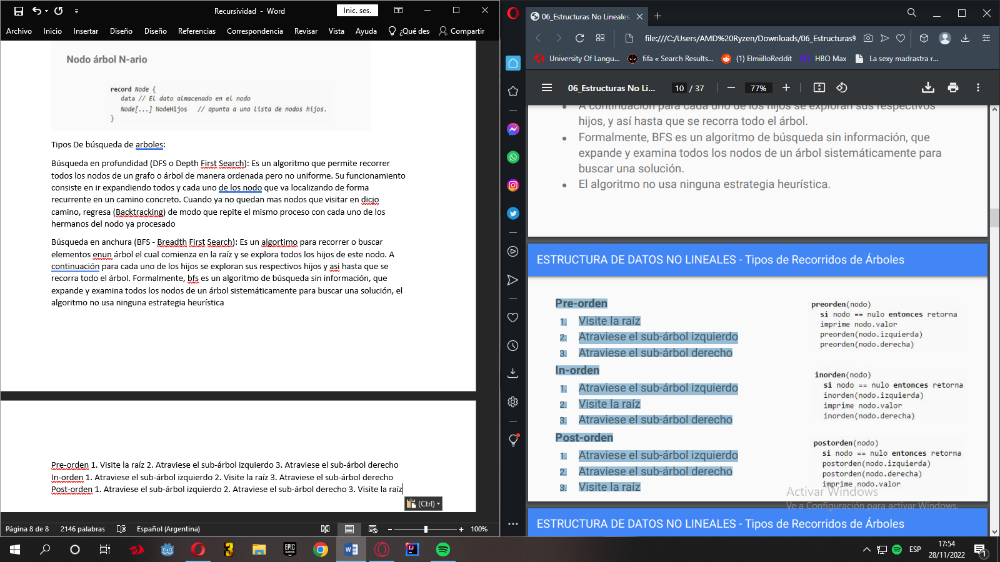 Recursividad - Word
Inic. ses.
Archivo Inicio Insertar Diseño Diseño Referencias Correspondencia Revisar Vista Ayuda ¿Qué des Compartir
Nodo árbol N-ario
record Node {
data // El dato almacenado en el nodo
Node[...] NodeHijos // apunta a una lista de nodos hijos.
}
Tipos De búsqueda de arboles:
Búsqueda en profundidad (DFS o Depth First Search): Es un algoritmo que permite recorrer
todos los nodos de un grafo o árbol de manera ordenada pero no uniforme. Su funcionamiento
consiste en ir expandiendo todos y cada uno de los nodo que va localizando de forma
recurrente en un camino concreto. Cuando ya no quedan mas nodos que visitar en dicjo
camino, regresa (Backtracking) de modo que repite el mismo proceso con cada uno de los
hermanos del nodo ya procesado
Búsqueda en anchura (BFS - Breadth First Search): Es un algortimo para recorrer o buscar
elementos enun árbol el cual comienza en la raíz y se explora todos los hijos de este nodo. A
continuación para cada uno de los hijos se exploran sus respectivos hijos y asi hasta que se
recorra todo el árbol. Formalmente, bfs es un algoritmo de búsqueda sin información, que
expande y examina todos los nodos de un árbol sistemáticamente para buscar una solución, el
algoritmo no usa ninguna estrategia heurística
Pre-orden 1. Visite la raíz 2. Atraviese el sub-árbol izquierdo 3. Atraviese el sub-árbol derecho
In-orden 1. Atraviese el sub-árbol izquierdo 2. Visite la raíz 3. Atraviese el sub-árbol derecho
Post-orden 1. Atraviese el sub-árbol izquierdo 2. Atraviese el sub-árbol derecho 3. Visite la raíz
(Ctrl)
Página 8 de 8 2146 palabras Español (Argentina) 100%
06_Estructuras No Lineales
file:///C:/Users/AMD%20Ryzen/Downloads/06_Estructuras%
University Of Langu... fifa « Search Results... (1) ElmiilloReddit HBO Max La sexy madrastra r...
06_Estructuras No Li... 10 / 37 77%
A continuación para cada uno de los hijos se exploran sus respectivos
hijos, y así hasta que se recorra todo el árbol.
Formalmente, BFS es un algoritmo de búsqueda sin información, que
expande y examina todos los nodos de un árbol sistemáticamente para
buscar una solución.
El algoritmo no usa ninguna estrategia heurística.
ESTRUCTURA DE DATOS NO LINEALES - Tipos de Recorridos de Árboles
Pre-orden
1. Visite la raíz
2. Atraviese el sub-árbol izquierdo
3. Atraviese el sub-árbol derecho
In-orden
1. Atraviese el sub-árbol izquierdo
2. Visite la raíz
3. Atraviese el sub-árbol derecho
Post-orden
1. Atraviese el sub-árbol izquierdo
2. Atraviese el sub-árbol derecho
3. Visite la raíz
preorden(nodo)
si nodo == nulo entonces retorna
imprime nodo.valor
preorden(nodo.izquierda)
preorden(nodo.derecha)
inorden(nodo)
si nodo == nulo entonces retorna
inorden(nodo.izquierda)
imprime nodo.valor
inorden(nodo.derecha)
postorden(nodo)
si nodo == nulo entonces retorna
postorden(nodo.izquierda)
postorden(nodo.derecha)
imprime nodo.valor
Activar Windows
Ve a Configuración para activar Windows.
ESTRUCTURA DE DATOS NO LINEALES - Tipos de Recorridos de Árboles
3
EPIC GAMES
IJ
ESP
17:54
28/11/2022
1